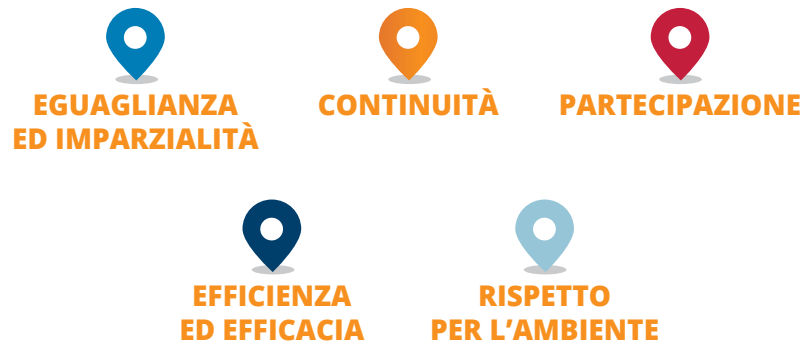 EGUAGLIANZA
ED IMPARZIALITÀ
CONTINUITÀ
PARTECIPAZIONE
EFFICIENZA
ED EFFICACIA
RISPETTO
PER L’AMBIENTE